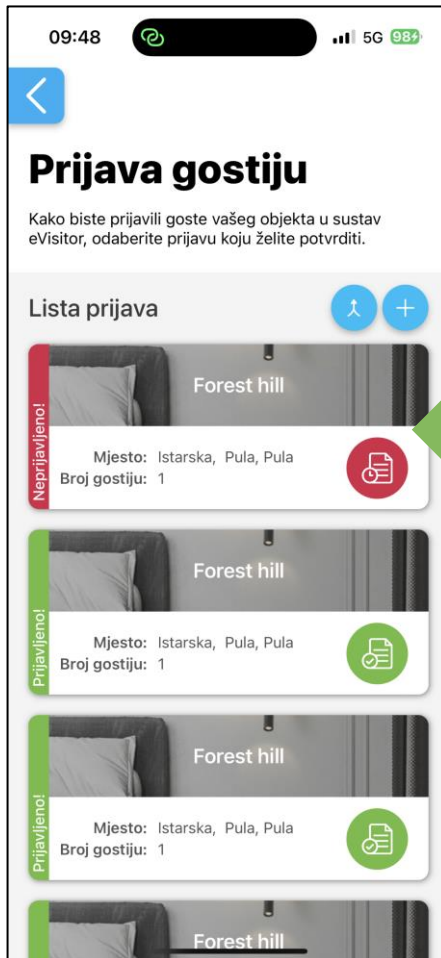 09:48
5G 98
Prijava gostiju
Kako biste prijavili goste vašeg objekta u sustav
eVisitor, odaberite prijavu koju želite potvrditi.
Lista prijava
Forest hill
Neprijavljeno!
Mjesto: Istarska, Pula, Pula
Broj gostiju: 1
Forest hill
Prijavljeno!
Mjesto: Istarska, Pula, Pula
Broj gostiju: 1
Forest hill
Prijavljeno!
Mjesto: Istarska, Pula, Pula
Broj gostiju: 1
Forest hill